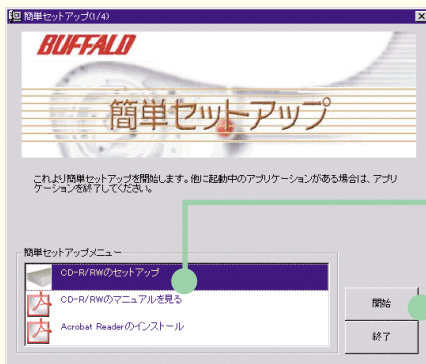 簡単セットアップ(1/4)
BUFFALO
簡単セットアップ
これより簡単セットアップを開始します。他に起動中のアプリケーションがある場合は、アプリ
ケーションを終了してください。
簡単セットアップメニュー
CD-R/RWのセットアップ
CD-R/RWのマニュアルを見る
Acrobat Readerのインストール
開始
終了